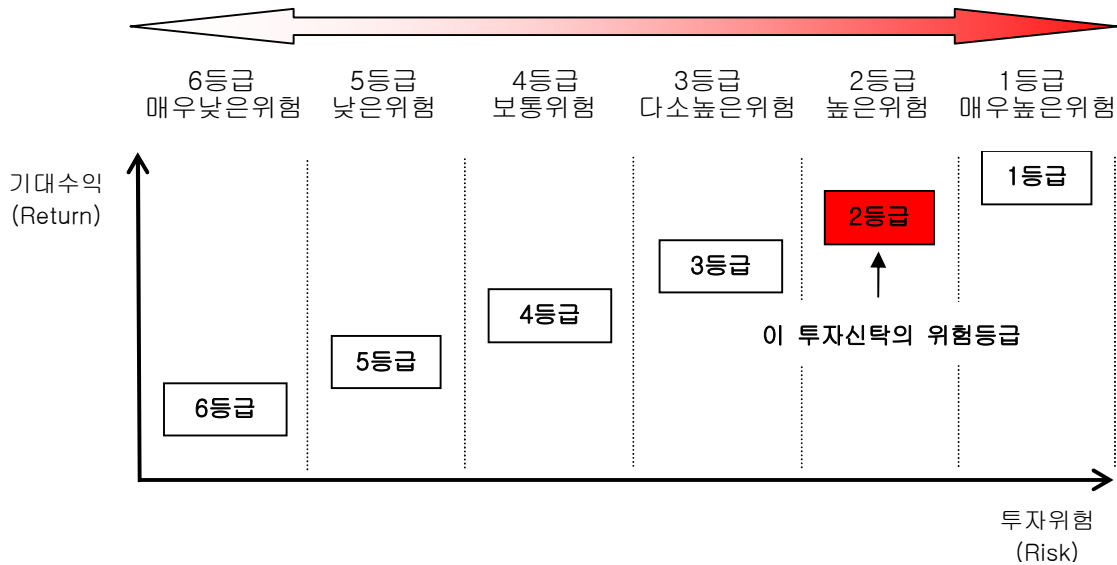 6등급 5등급 4등급 3등급 2등급 1등급
매우낮은위험 낮은위험 보통위험 다소높은위험 높은위험 매우높은위험
기대수익
(Return)
1등급
2등급
3등급
4등급
이 투자신탁의 위험등급
5등급
6등급
투자위험
(Risk)